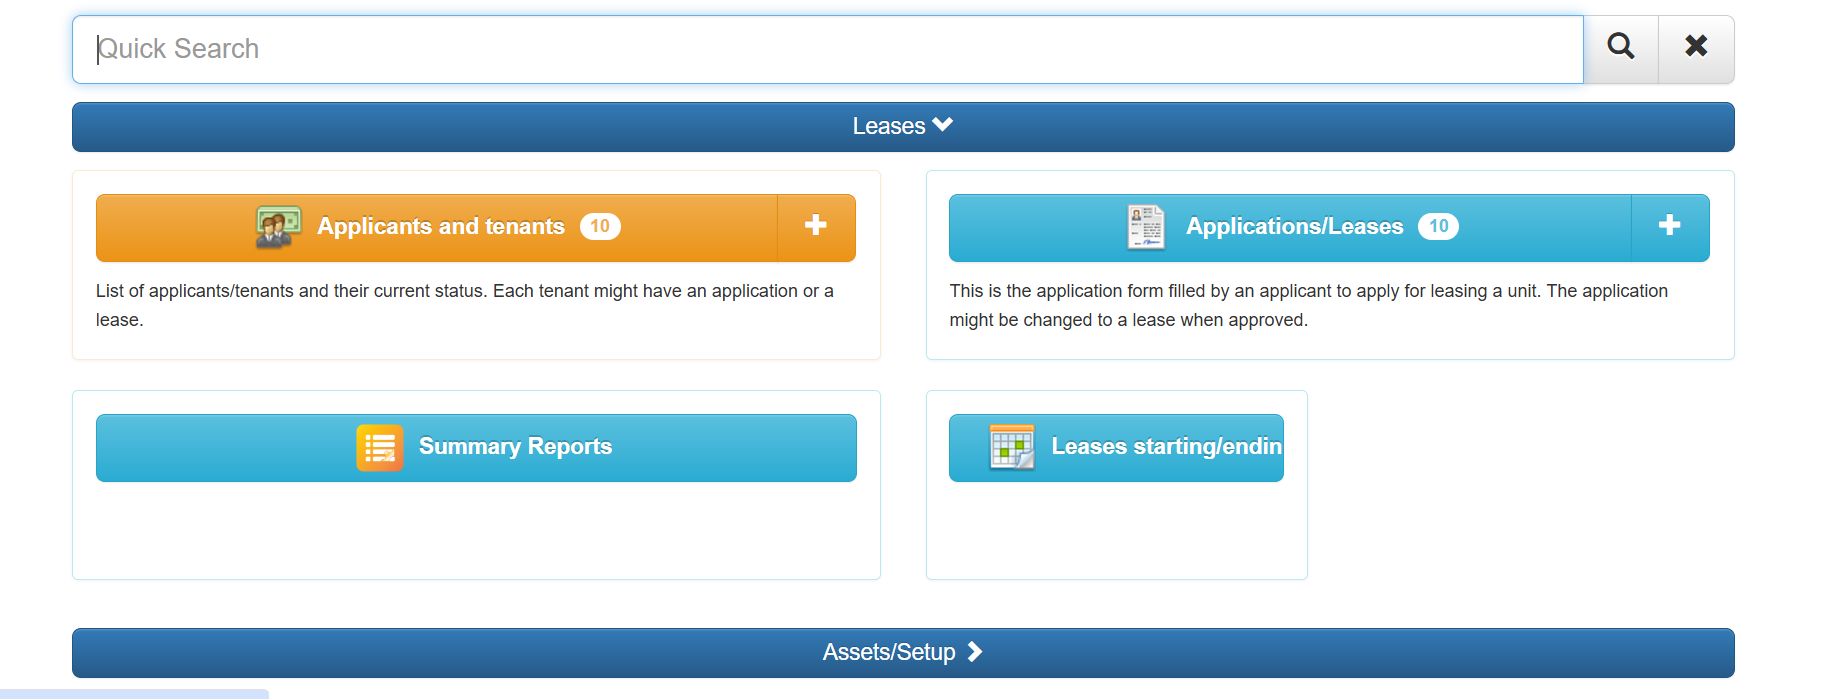 Quick Search
Leases
Applicants and tenants 10
List of applicants/tenants and their current status. Each tenant might have an application or a
lease.
Applications/Leases 10
This is the application form filled by an applicant to apply for leasing a unit. The application
might be changed to a lease when approved.
Summary Reports
Leases starting/endin
Assets/Setup